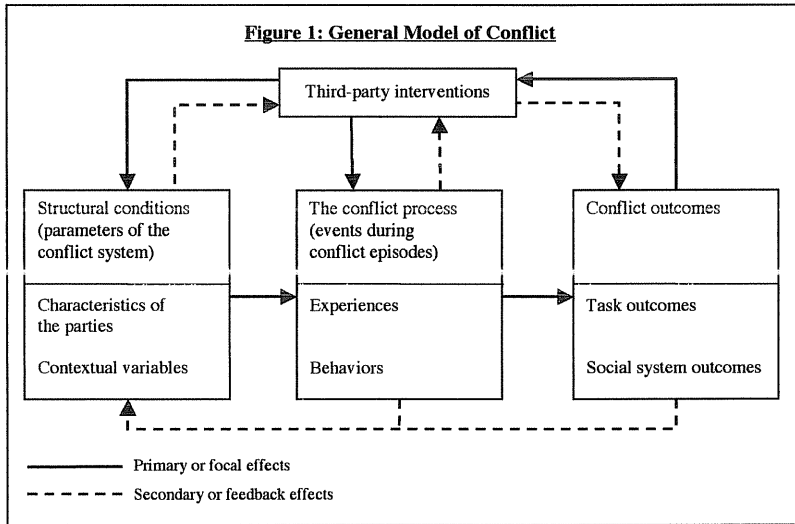 Figure 1: General Model of Conflict
Third-party interventions
Structural conditions
(parameters of the
conflict system)
Characteristics of
the parties
Contextual variables
The conflict process
(events during
conflict episodes)
Experiences
Behaviors
Conflict outcomes
Task outcomes
Social system outcomes
Primary or focal effects
Secondary or feedback effects